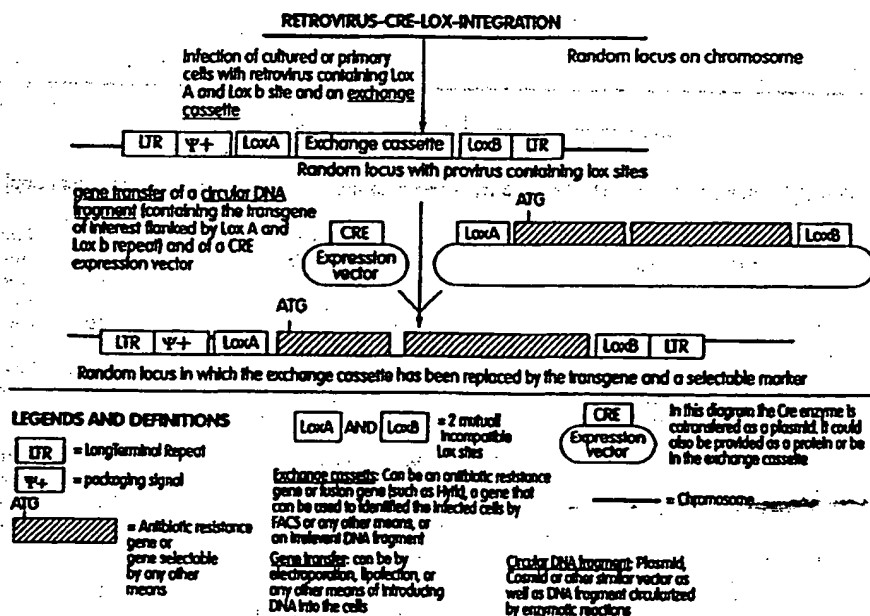 RETROVIRUS-CRE-LOX-INTEGRATION
Infection of cultured or primary
cells with retrovirus containing Lox
A and Lox b site and an exchange
cassette
Random locus on chromosome
LTR Ψ+ LoxA Exchange cassette LoxB LTR
Random locus with provirus containing lox sites
gene transfer of a circular DNA
fragment (containing the transgene
of interest flanked by Lox A and
Lox b repeat) and of a CRE
expression vector
CRE
Expression
vector
ATG
LoxA LoxB
ATG
LTR Ψ+ LoxA LoxB LTR
Random locus in which the exchange cassette has been replaced by the transgene and a selectable marker
LEGENDS AND DEFINITIONS
LTR = LongTerminal Repeat
Ψ+ = packaging signal
ATG
= Antibiotic resistance
gene or
gene selectable
by any other
means
LoxA AND LoxB = 2 mutuall
Incompatible
Lox sites
Exchange cassette: Can be an antibiotic resistance
gene or fusion gene (such as Hytk), a gene that
can be used to identified the infected cells by
FACS or any other means, or
an irrelevent DNA fragment
Gene transfer: can be by
electroporation, lipofection, or
any other means of introducing
DNA into the cells
CRE
Expression
vector
In this diagram the Cre enzyme is
cotransfered as a plasmid. It could
also be provided as a protein or be
in the exchange cassette
= Chromosome
Circular DNA fragment: Plasmid,
Cosmid or other similar vector as
well as DNA fragment circularized
by enzymatic reactions